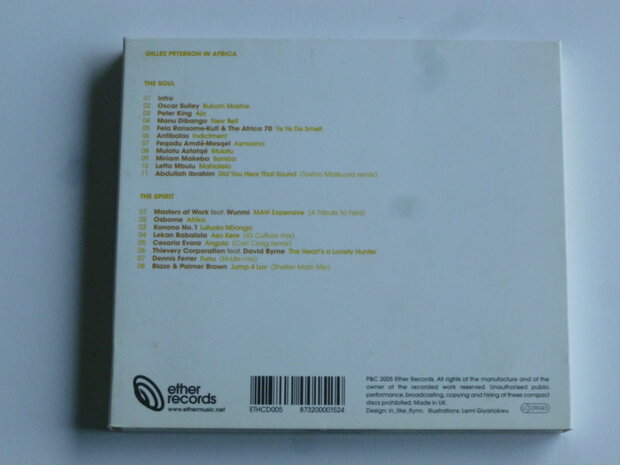 GILLES PETERSON IN AFRICA
THE SOUL
01 Intro
02 Oscar Sulley Bukom Mashie
03 Peter King Ajo
04 Manu Dibango New Bell
05 Fela Ransome-Kuti & The Africa 70 Ye Ye De Smell
06 Antibalas Indictment
07 Feqadu Amdé-Mesqel Asmarina
08 Mulatu Astatqé Mulatu
09 Miriam Makeba Samba
10 Letta Mbulu Mahlalela
11 Abdullah Ibrahim Did You Hear That Sound (Toshio Matsuura remix)
THE SPIRIT
01 Masters at Work feat. Wunmi MAW Expensive (A Tribute To Fela)
02 Osborne Afrika
03 Konono No.1 Lufuala NDonga
04 Lekan Babalola Aso Kere (IG Culture mix)
05 Cesaria Evora Angola (Carl Craig remix)
06 Thievery Corporation feat. David Byrne The Heart's a Lonely Hunter
07 Dennis Ferrer Funu (Hi-Life mix)
08 Blaze & Palmer Brown Jump 4 Luv (Shelter Main Mix)
ether
records
www.ethermusic.net
ETHCD005 873200001524
P&C 2005 Ether Records. All rights of the manufacture and of the
owner of the recorded work reserved. Unauthorised public
performance, broadcasting, copying and hiring of these compact
discs prohibited. Made in UK.
Design: in_like_flynn Illustrations: Lemi Giyariokwu